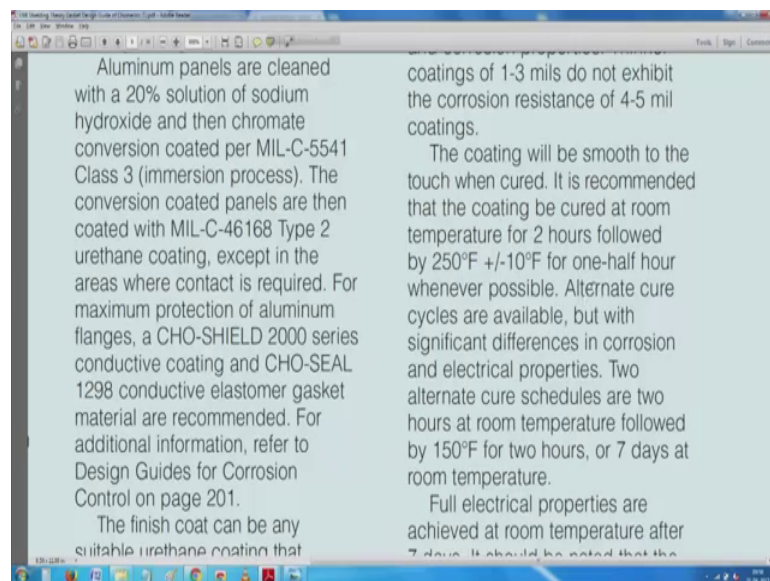 Aluminum panels are cleaned
with a 20% solution of sodium
hydroxide and then chromate
conversion coated per MIL-C-5541
Class 3 (immersion process). The
conversion coated panels are then
coated with MIL-C-46168 Type 2
urethane coating, except in the
areas where contact is required. For
maximum protection of aluminum
flanges, a CHO-SHIELD 2000 series
conductive coating and CHO-SEAL
1298 conductive elastomer gasket
material are recommended. For
additional information, refer to
Design Guides for Corrosion
Control on page 201.
The finish coat can be any
suitable urethane coating that
coatings of 1-3 mils do not exhibit
the corrosion resistance of 4-5 mil
coatings.
The coating will be smooth to the
touch when cured. It is recommended
that the coating be cured at room
temperature for 2 hours followed
by 250°F +/-10°F for one-half hour
whenever possible. Alternate cure
cycles are available, but with
significant differences in corrosion
and electrical properties. Two
alternate cure schedules are two
hours at room temperature followed
by 150°F for two hours, or 7 days at
room temperature.
Full electrical properties are
achieved at room temperature after
7 days. It should be noted that the